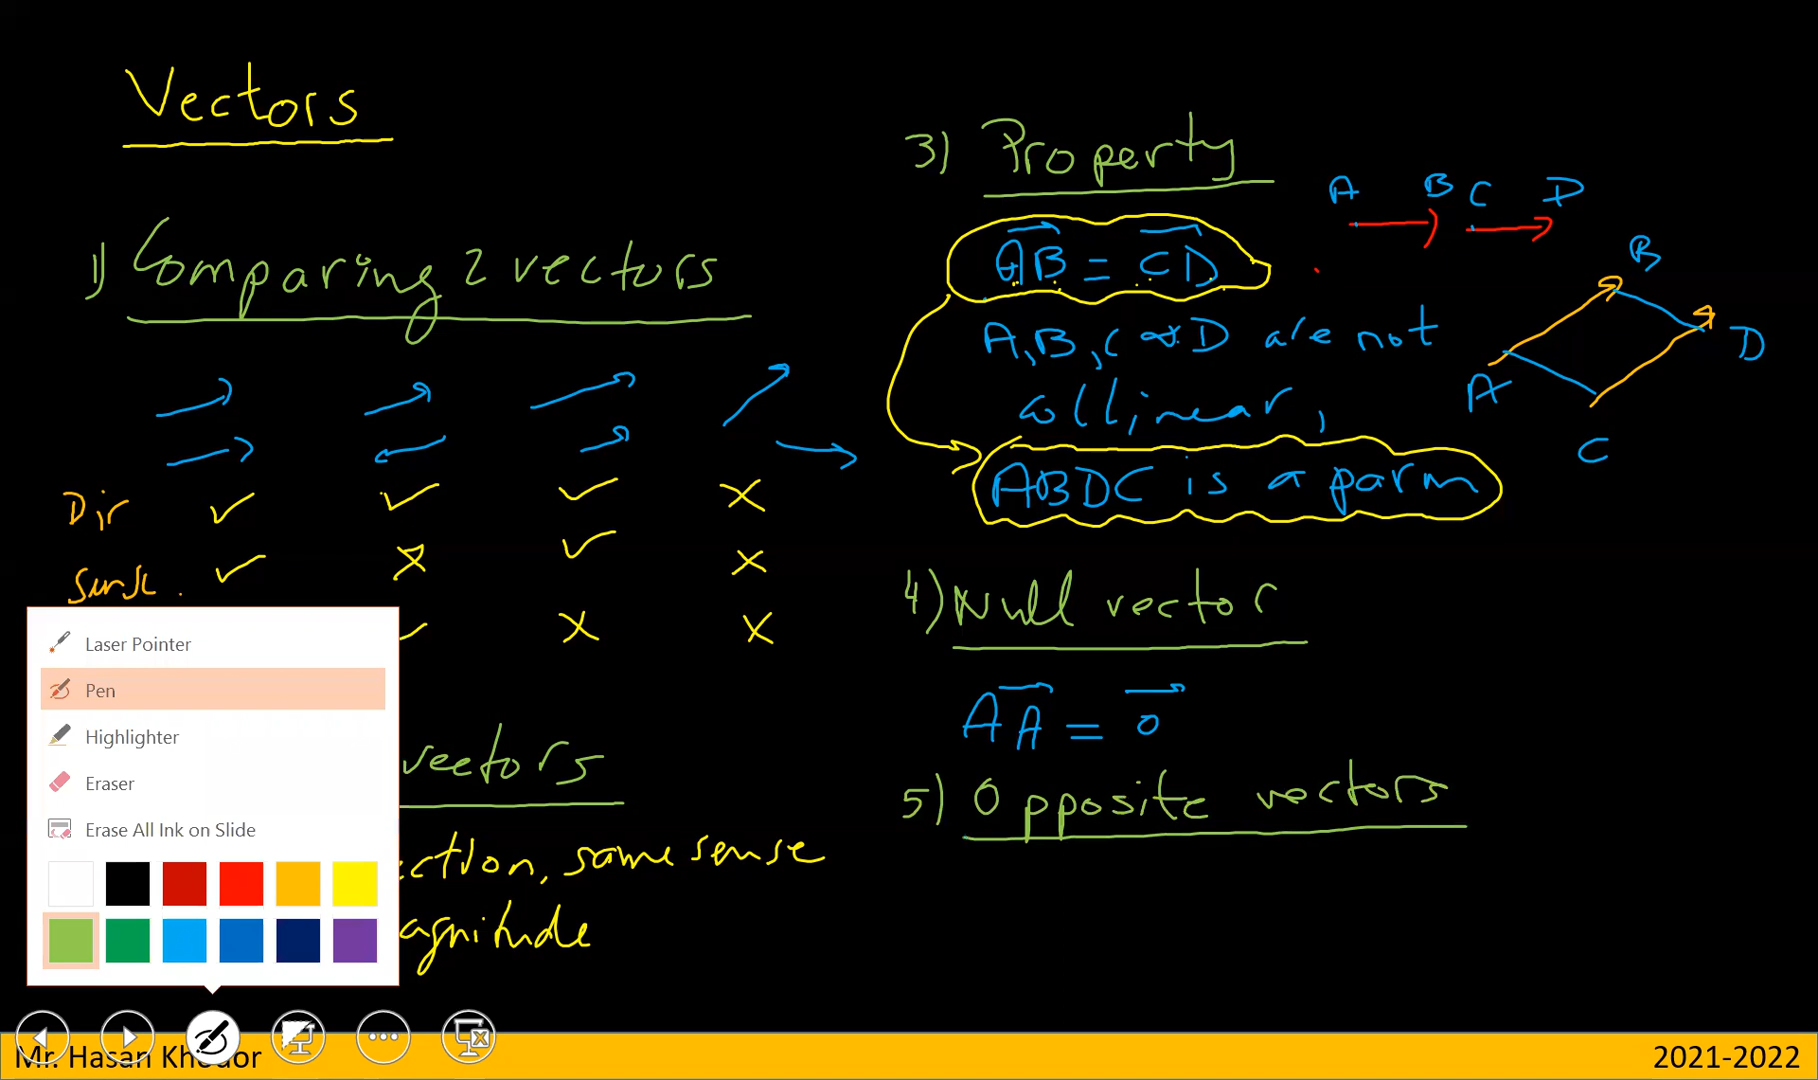 Vectors
1) Comparing 2 vectors
Dir ✓ ✓ ✓ ✗
Sense. ✓ ✗ ✓ ✗
✓ ✗ ✗
vectors
ection, same sense
agnitude
Laser Pointer
Pen
Highlighter
Eraser
Erase All Ink on Slide
3) Property
A B C D
AB = CD
A, B, C & D are not
collinear,
ABDC is a parm
B
D
A
C
4) Null vector
AA = 0
5) Opposite vectors
Mr. Hasan Khodor
2021-2022